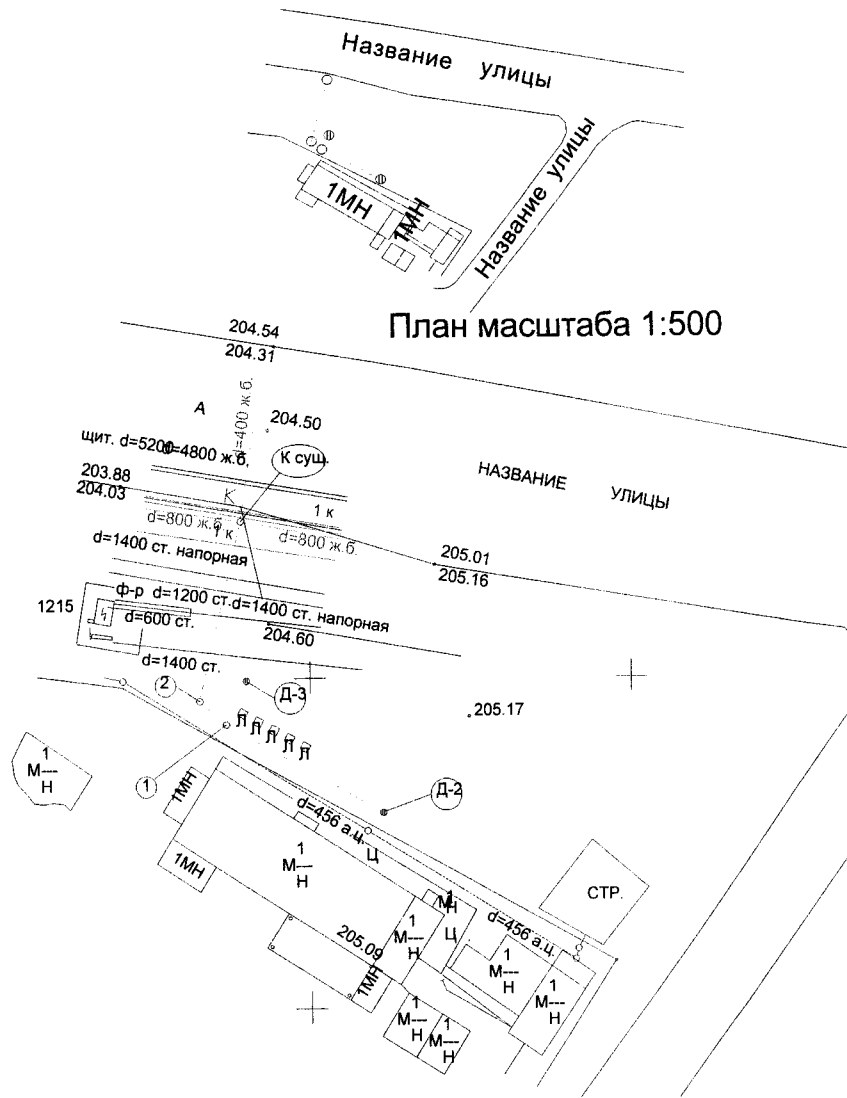 Название улицы
Название улицы
1МН
1МН
План масштаба 1:500
204.54
204.31
d=400 ж.б.
А
204.50
щит. d=5200
d=4800 ж.б,
К сущ.
НАЗВАНИЕ УЛИЦЫ
203.88
204.03
К
1 к
d=800 ж.б.
1 к
d=800 ж.б.
d=1400 ст. напорная
205.01
205.16
ф-р d=1200 ст.
d=1400 ст. напорная
1215
d=600 ст.
204.60
d=1400 ст.
2
Д-3
205.17
Л
Л
Л
Л
Л
1
М---
Н
1
1МН
Д-2
d=456 а.ц.
Ц
1
М---
Н
1МН
СТР.
Ц
d=456 а.ц.
205.09
1
М---
Н
1
М---
Н
1МН
1
М---
Н
1
М---
Н
1
М---
Н